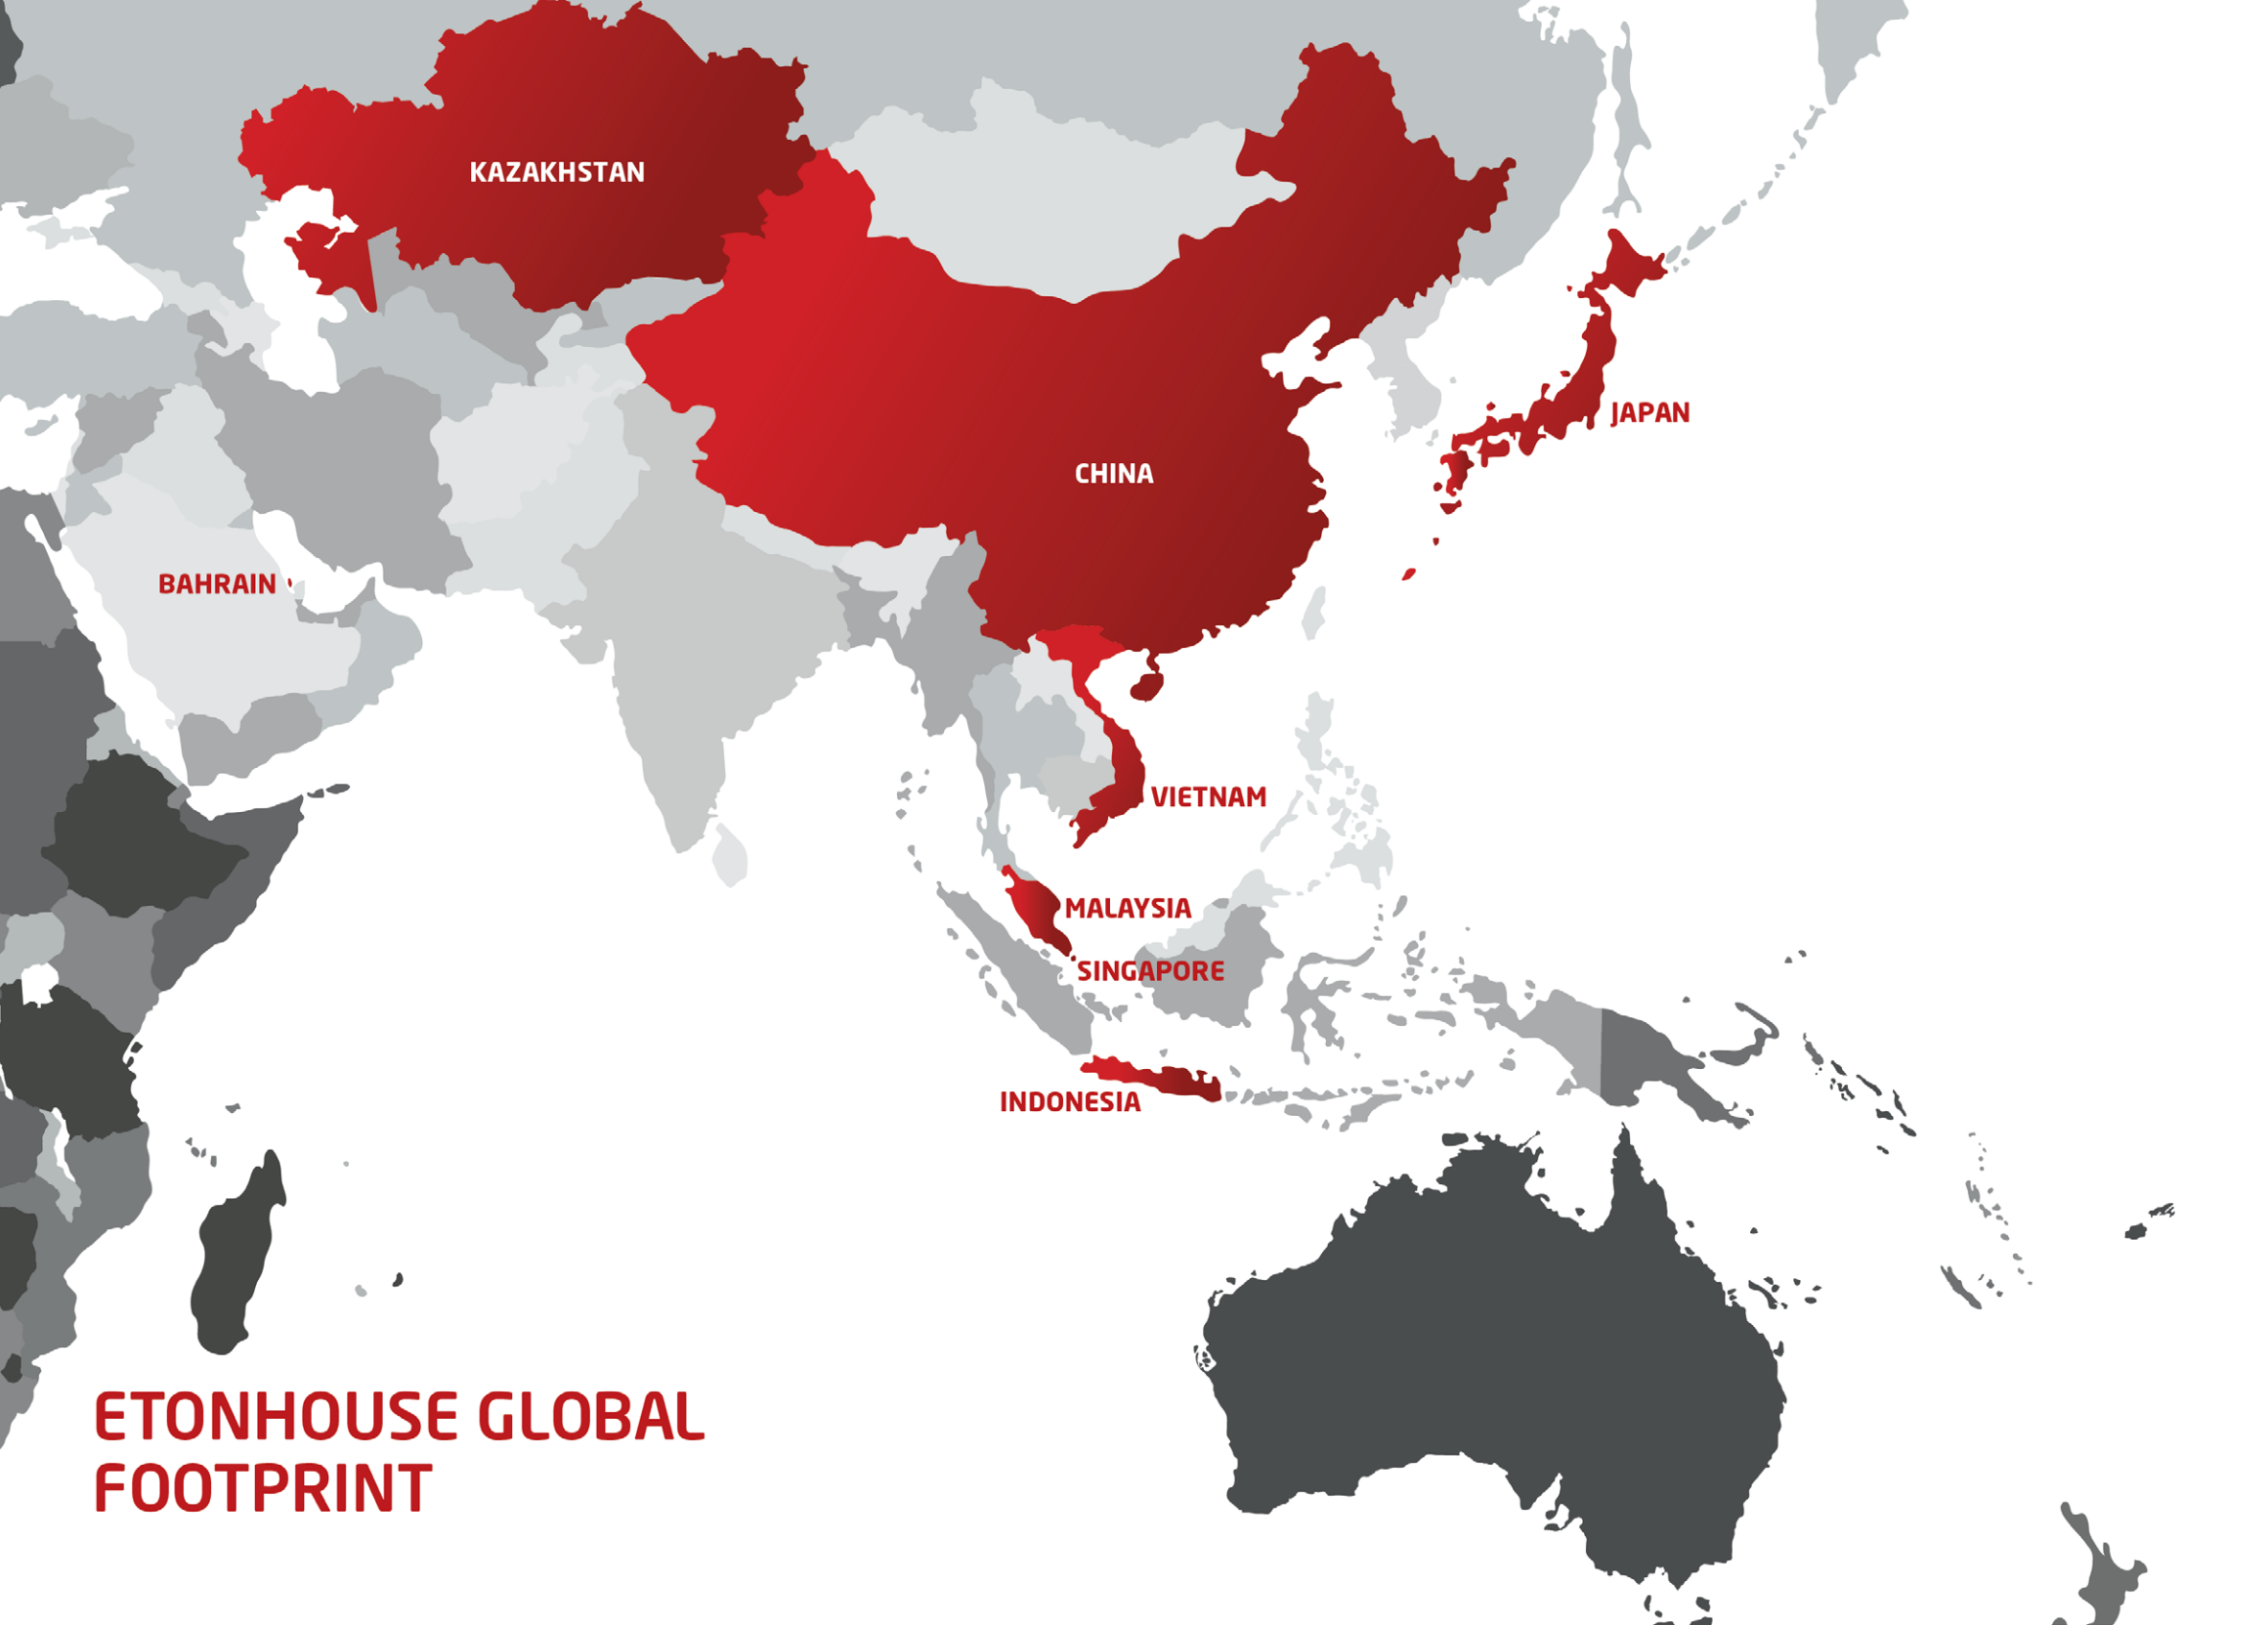 KAZAKHSTAN
JAPAN
CHINA
BAHRAIN
VIETNAM
MALAYSIA
SINGAPORE
INDONESIA
ETONHOUSE GLOBAL
FOOTPRINT